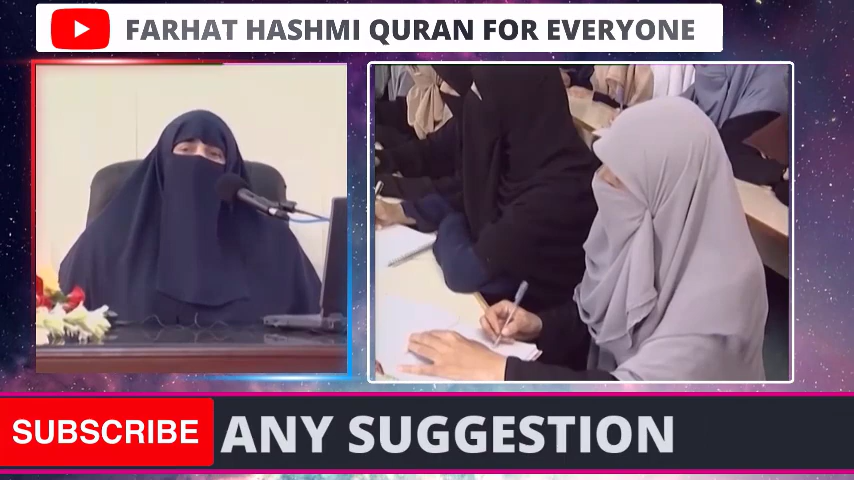 FARHAT HASHMI QURAN FOR EVERYONE
SUBSCRIBE ANY SUGGESTION